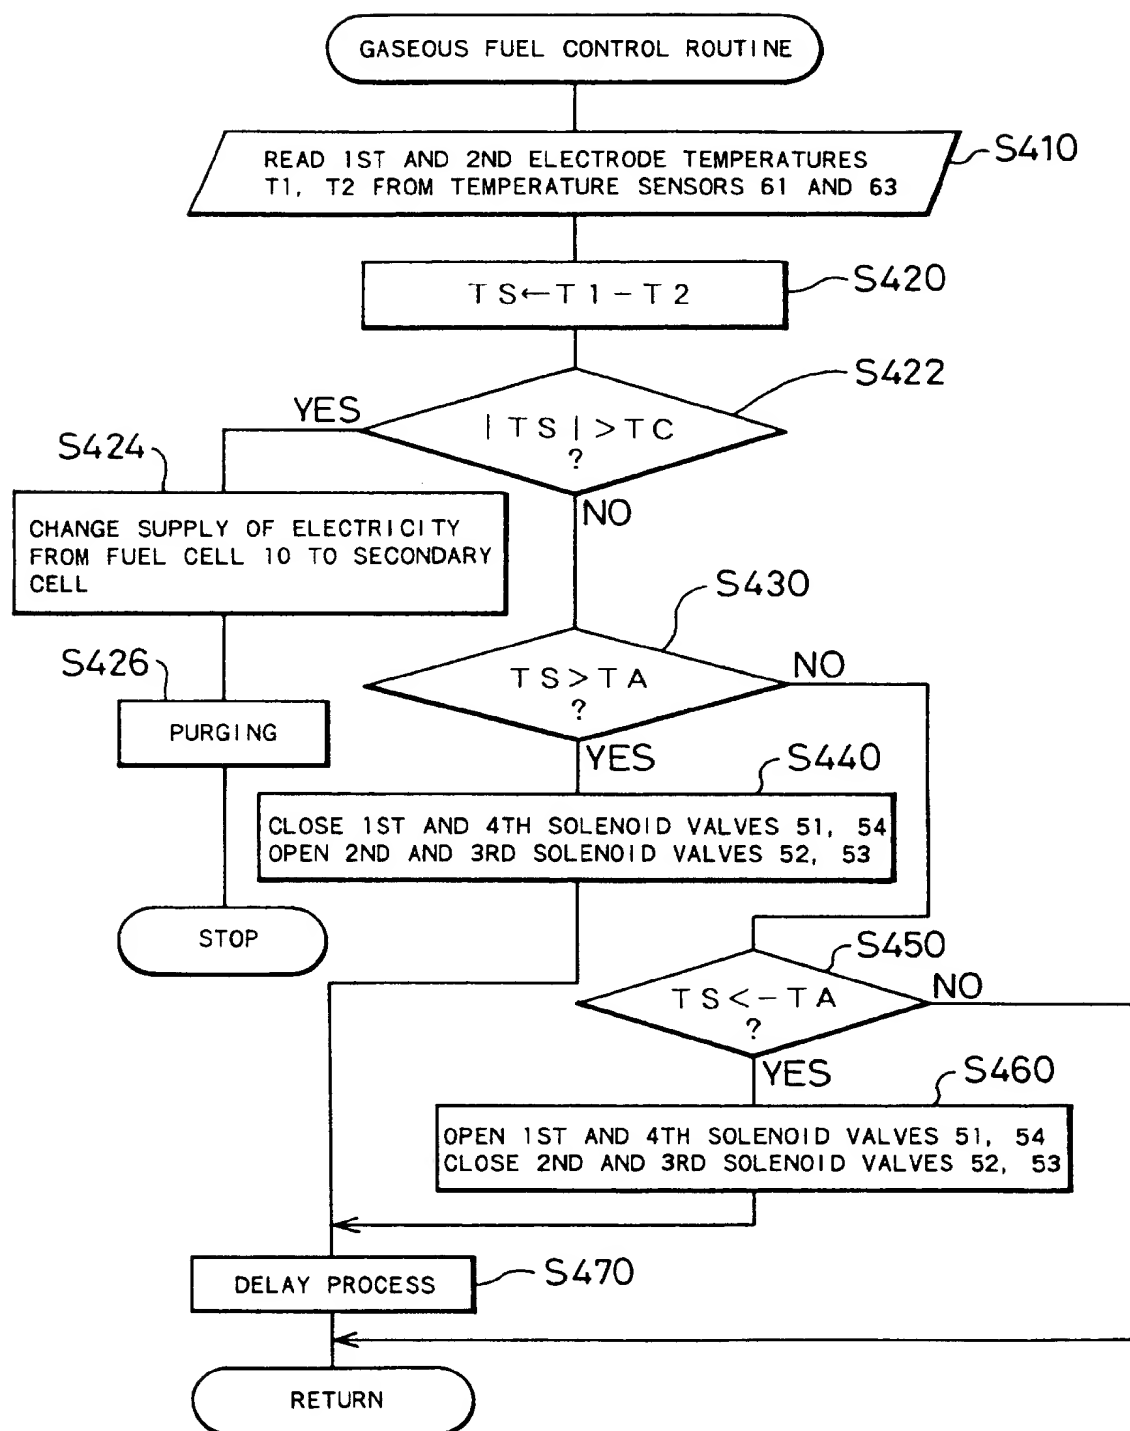 GASEOUS FUEL CONTROL ROUTINE
READ 1ST AND 2ND ELECTRODE TEMPERATURES
T1, T2 FROM TEMPERATURE SENSORS 61 AND 63
S410
TS←T1-T2
S420
S422
|TS|>TC
?
YES
NO
S424
CHANGE SUPPLY OF ELECTRICITY
FROM FUEL CELL 10 TO SECONDARY
CELL
S426
PURGING
STOP
S430
TS>TA
?
NO
YES
S440
CLOSE 1ST AND 4TH SOLENOID VALVES 51, 54
OPEN 2ND AND 3RD SOLENOID VALVES 52, 53
S450
TS<-TA
?
NO
YES
S460
OPEN 1ST AND 4TH SOLENOID VALVES 51, 54
CLOSE 2ND AND 3RD SOLENOID VALVES 52, 53
DELAY PROCESS
S470
RETURN